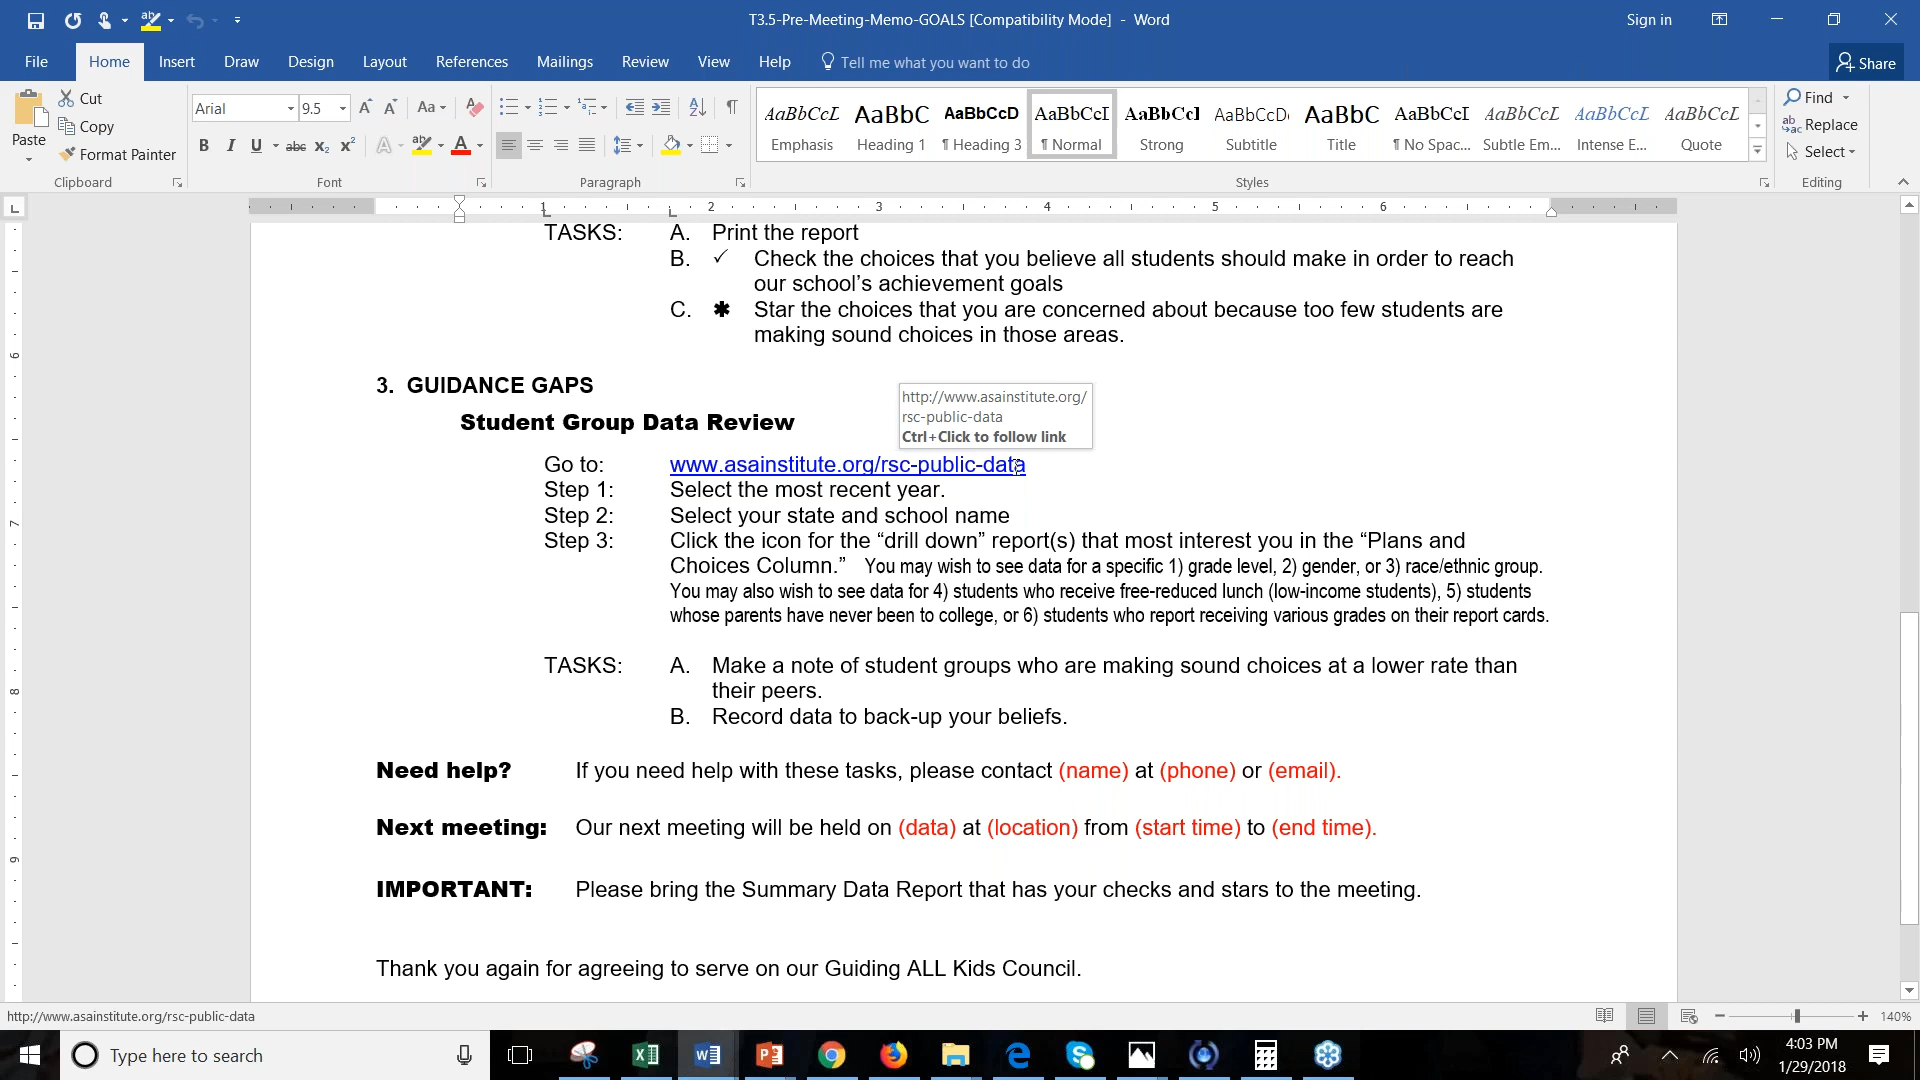 T3.5-Pre-Meeting-Memo-GOALS [Compatibility Mode] - Word
Sign in
File Home Insert Draw Design Layout References Mailings Review View Help Tell me what you want to do Share
Paste
Cut
Copy
Format Painter
Clipboard
Arial 9.5
Font
Paragraph
AaBbCcL AaBbC AaBbCcD AaBbCcI AaBbCcI AaBbCcD AaBbC AaBbCcI AaBbCcL AaBbCcL AaBbCcL
Emphasis Heading 1 ¶ Heading 3 ¶ Normal Strong Subtitle Title ¶ No Spac... Subtle Em... Intense E... Quote
Styles
Find
Replace
Select
Editing
1 2 3 4 5 6
TASKS: A. Print the report
B. ✓ Check the choices that you believe all students should make in order to reach
our school’s achievement goals
C. ✱ Star the choices that you are concerned about because too few students are
making sound choices in those areas.
3. GUIDANCE GAPS
http://www.asainstitute.org/
rsc-public-data
Ctrl+Click to follow link
Student Group Data Review
Go to: www.asainstitute.org/rsc-public-data
Step 1: Select the most recent year.
Step 2: Select your state and school name
Step 3: Click the icon for the “drill down” report(s) that most interest you in the “Plans and
Choices Column.” You may wish to see data for a specific 1) grade level, 2) gender, or 3) race/ethnic group.
You may also wish to see data for 4) students who receive free-reduced lunch (low-income students), 5) students
whose parents have never been to college, or 6) students who report receiving various grades on their report cards.
TASKS: A. Make a note of student groups who are making sound choices at a lower rate than
their peers.
B. Record data to back-up your beliefs.
Need help? If you need help with these tasks, please contact (name) at (phone) or (email).
Next meeting: Our next meeting will be held on (data) at (location) from (start time) to (end time).
IMPORTANT: Please bring the Summary Data Report that has your checks and stars to the meeting.
Thank you again for agreeing to serve on our Guiding ALL Kids Council.
6
7
8
9
http://www.asainstitute.org/rsc-public-data
140%
Type here to search
4:03 PM
1/29/2018